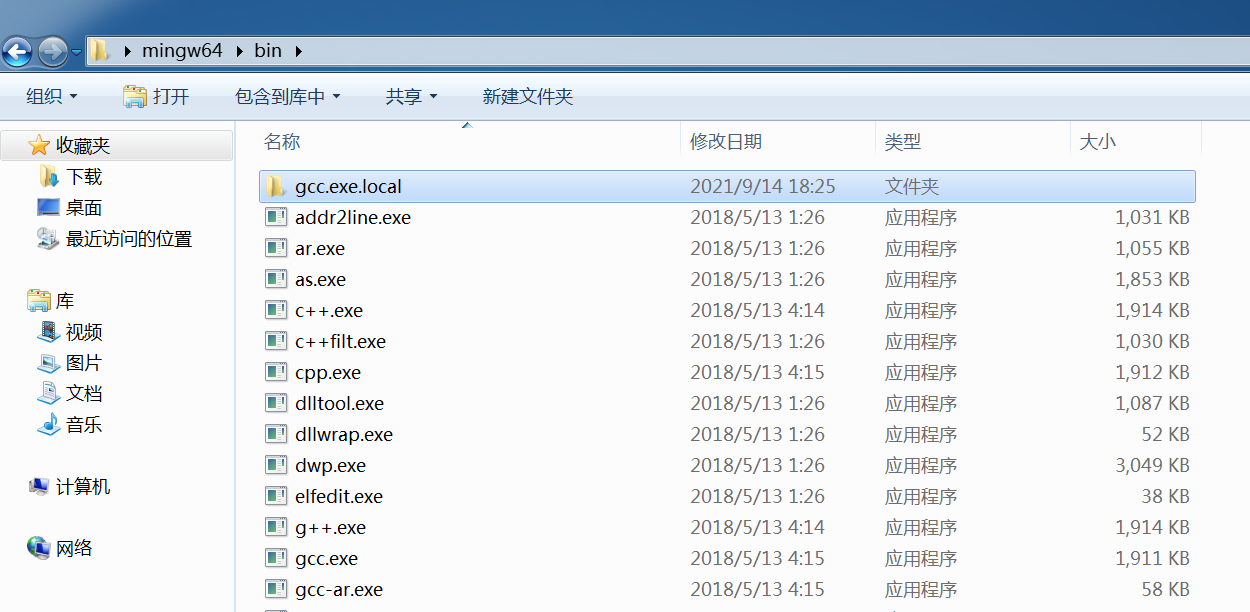 mingw64 bin
组织 打开 包含到库中 共享 新建文件夹
收藏夹
下载
桌面
最近访问的位置
库
视频
图片
文档
音乐
计算机
网络
名称 修改日期 类型 大小
gcc.exe.local 2021/9/14 18:25 文件夹
addr2line.exe 2018/5/13 1:26 应用程序 1,031 KB
ar.exe 2018/5/13 1:26 应用程序 1,055 KB
as.exe 2018/5/13 1:26 应用程序 1,853 KB
c++.exe 2018/5/13 4:14 应用程序 1,914 KB
c++filt.exe 2018/5/13 1:26 应用程序 1,030 KB
cpp.exe 2018/5/13 4:15 应用程序 1,912 KB
dlltool.exe 2018/5/13 1:26 应用程序 1,087 KB
dllwrap.exe 2018/5/13 1:26 应用程序 52 KB
dwp.exe 2018/5/13 1:26 应用程序 3,049 KB
elfedit.exe 2018/5/13 1:26 应用程序 38 KB
g++.exe 2018/5/13 4:14 应用程序 1,914 KB
gcc.exe 2018/5/13 4:15 应用程序 1,911 KB
gcc-ar.exe 2018/5/13 4:15 应用程序 58 KB